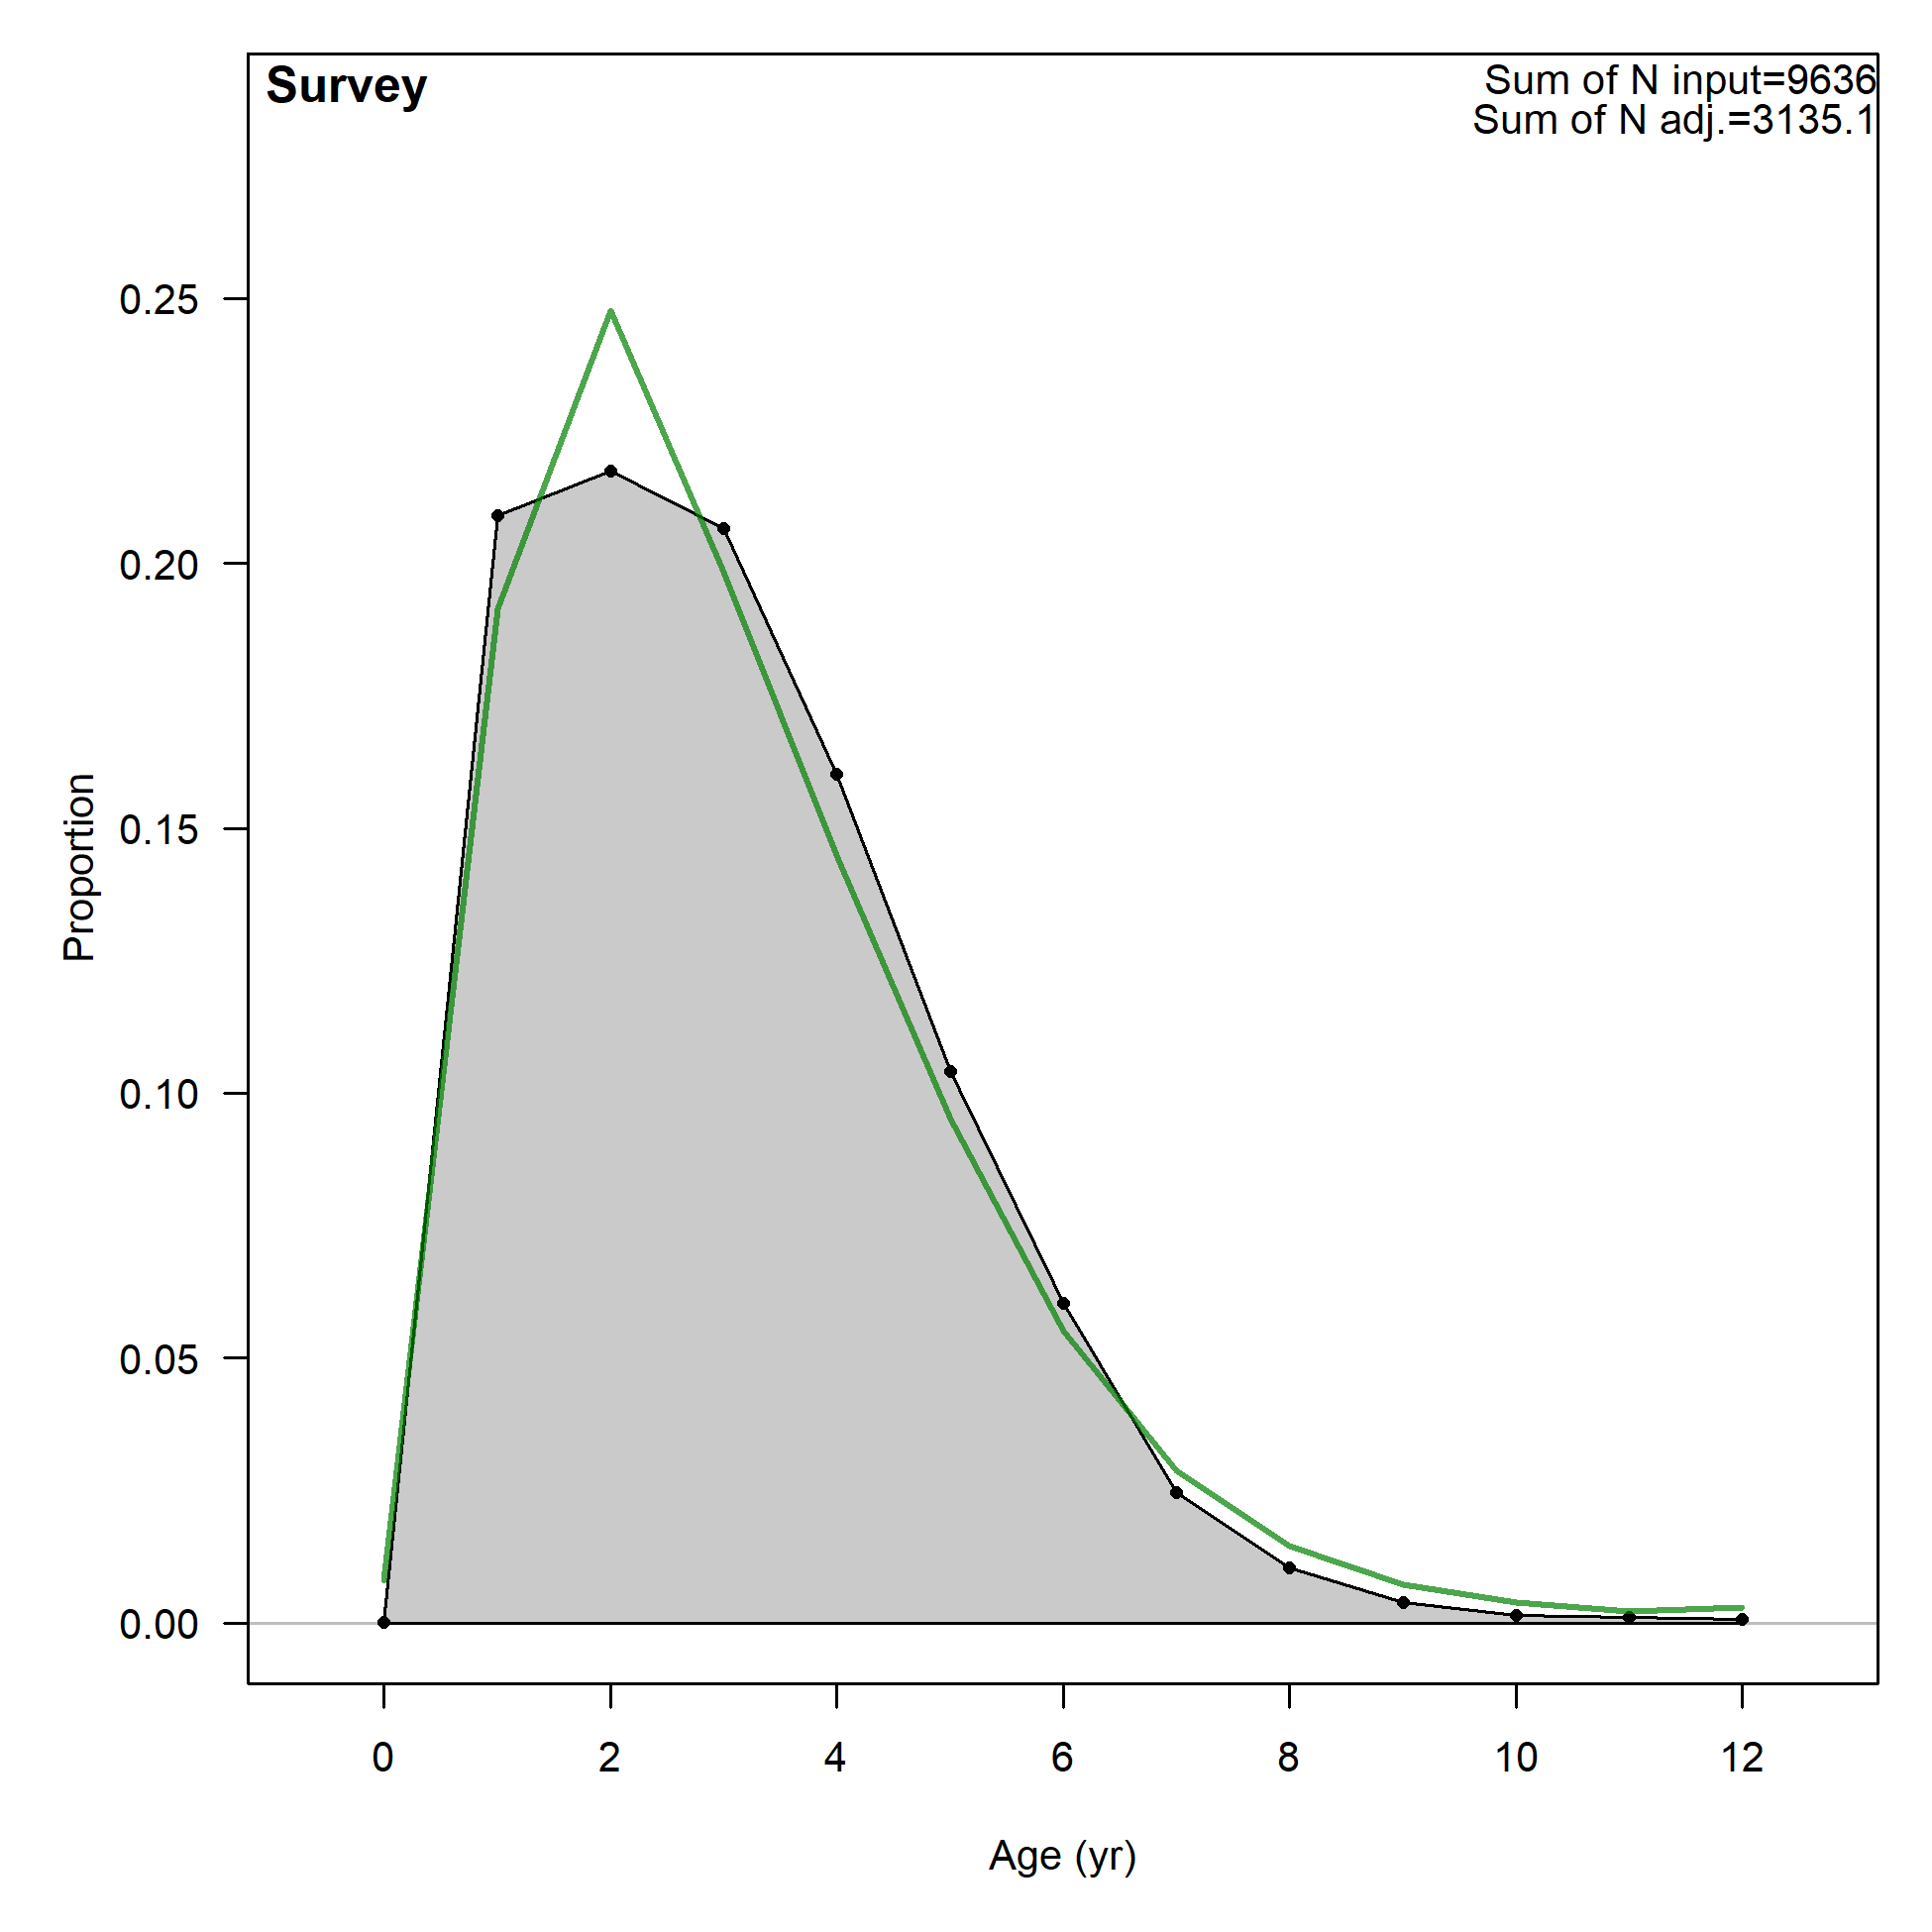 Survey
Sum of N input=9636
Sum of N adj.=3135.1
0.25
0.20
0.15
0.10
0.05
0.00
Proportion
0 2 4 6 8 10 12
Age (yr)